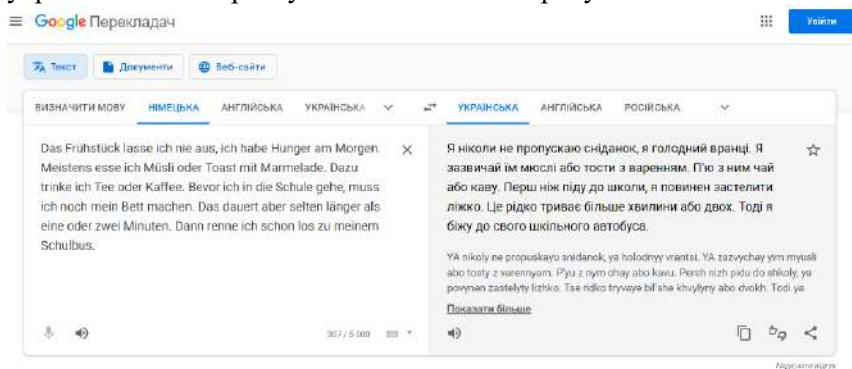 Google Перекладач
Увійти
Текст Документи Веб-сайти
ВИЗНАЧИТИ МОВУ НІМЕЦЬКА АНГЛІЙСЬКА УКРАЇНСЬКА
УКРАЇНСЬКА АНГЛІЙСЬКА РОСІЙСЬКА
Das Frühstück lasse ich nie aus, ich habe Hunger am Morgen.
Meistens esse ich Müsli oder Toast mit Marmelade. Dazu
trinke ich Tee oder Kaffee. Bevor ich in die Schule gehe, muss
ich noch mein Bett machen. Das dauert aber selten länger als
eine oder zwei Minuten. Dann renne ich schon los zu meinem
Schulbus.
307 / 5 000
Я ніколи не пропускаю сніданок, я голодний вранці. Я
зазвичай їм мюслі або тости з варенням. П'ю з ним чай
або каву. Перш ніж піду до школи, я повинен застелити
ліжко. Це рідко триває більше хвилини або двох. Тоді я
біжу до свого шкільного автобуса.
YA nikoly ne propuskayu snidanok, ya holodnyy vrantsi. YA zazvychay yim myusli
abo tosty z varennyam. P'yu z nym chay abo kavu. Persh nizh pidu do shkoly, ya
povynen zastelyty lizhko. Tse ridko tryvaye bil'she khvylyny abo dvokh. Todi ya
Показати більше
Надіслати відгук